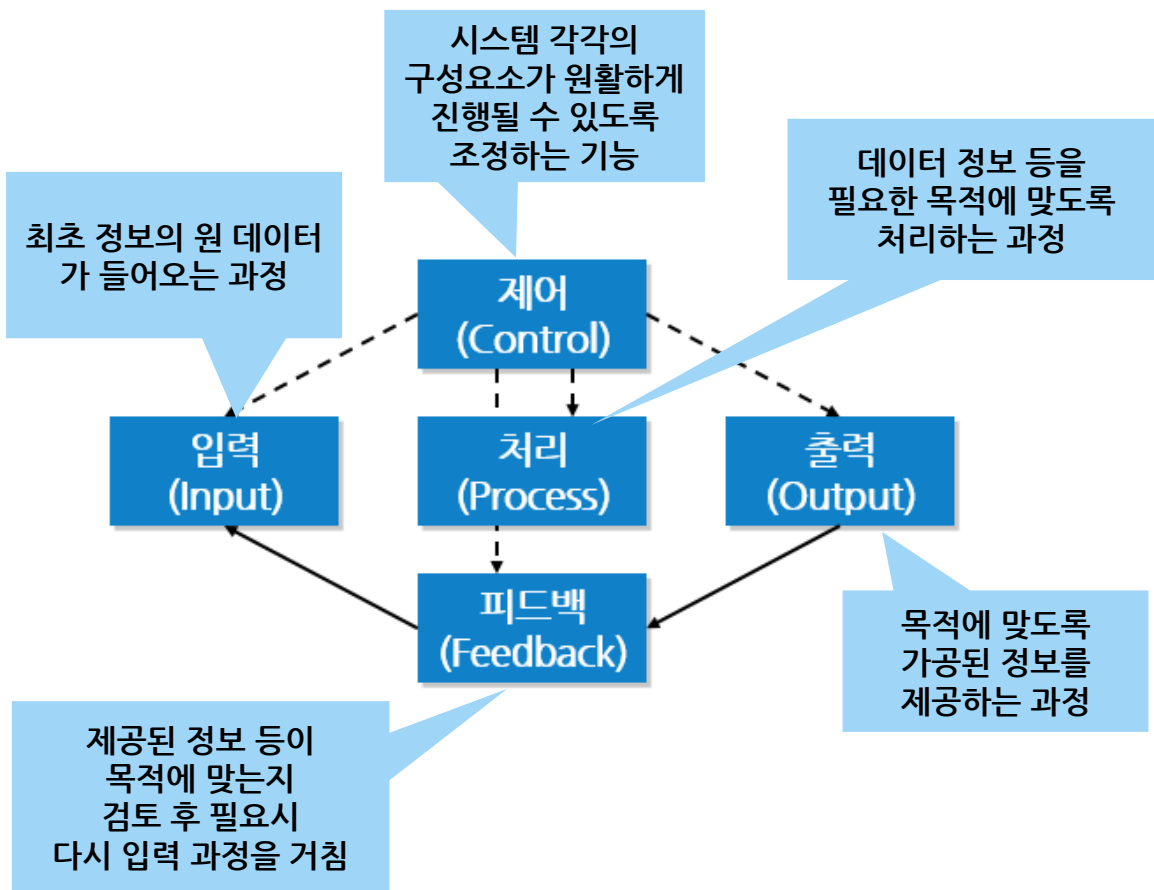 시스템 각각의
구성요소가 원활하게
진행될 수 있도록
조정하는 기능
데이터 정보 등을
필요한 목적에 맞도록
처리하는 과정
최초 정보의 원 데이터
가 들어오는 과정
제어
(Control)
입력
(Input)
처리
(Process)
출력
(Output)
피드백
(Feedback)
목적에 맞도록
가공된 정보를
제공하는 과정
제공된 정보 등이
목적에 맞는지
검토 후 필요시
다시 입력 과정을 거침